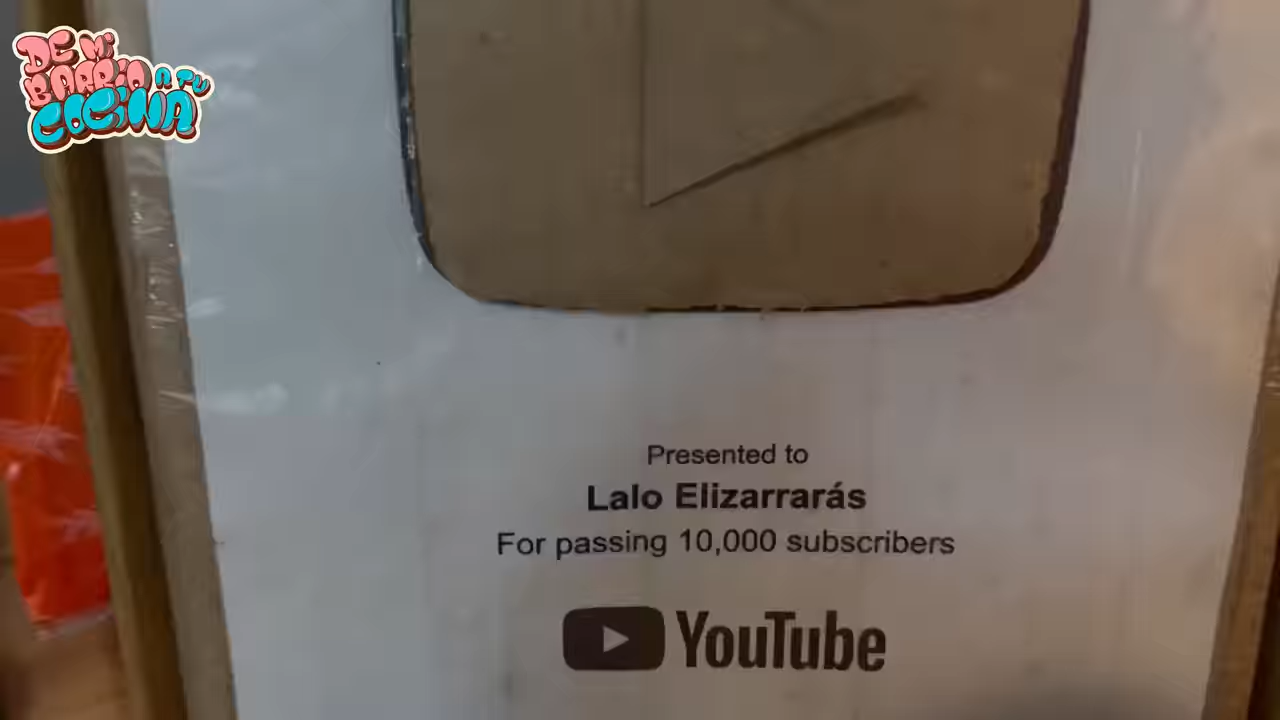 DE Mi
BARRiO A TU
COCiNA
Presented to
Lalo Elizarrarás
For passing 10,000 subscribers
YouTube